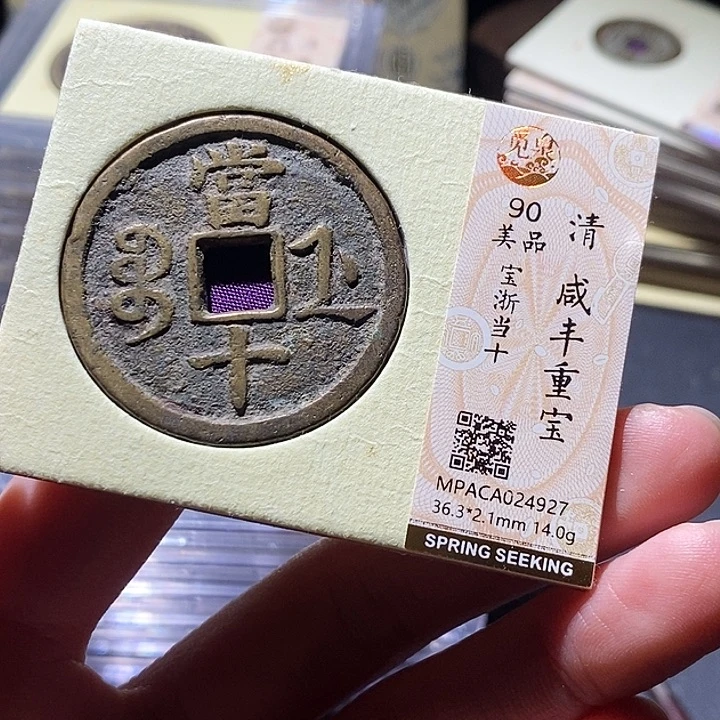 當
十
觅泉
清
咸丰重宝
90
美品
宝浙当十
MPACA024927
36.3*2.1mm 14.0g
SPRING SEEKING